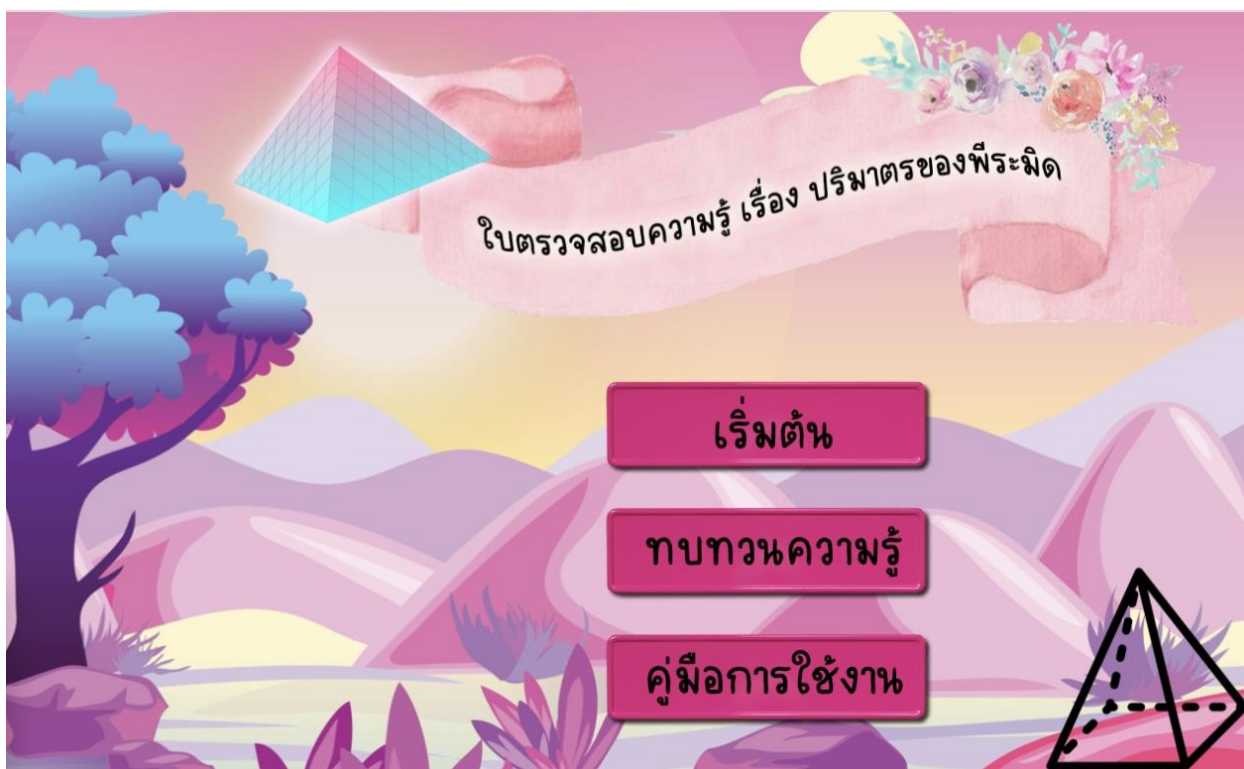 ใบตรวจสอบความรู้ เรื่อง ปริมาตรของพีระมิด
เริ่มต้น
ทบทวนความรู้
คู่มือการใช้งาน